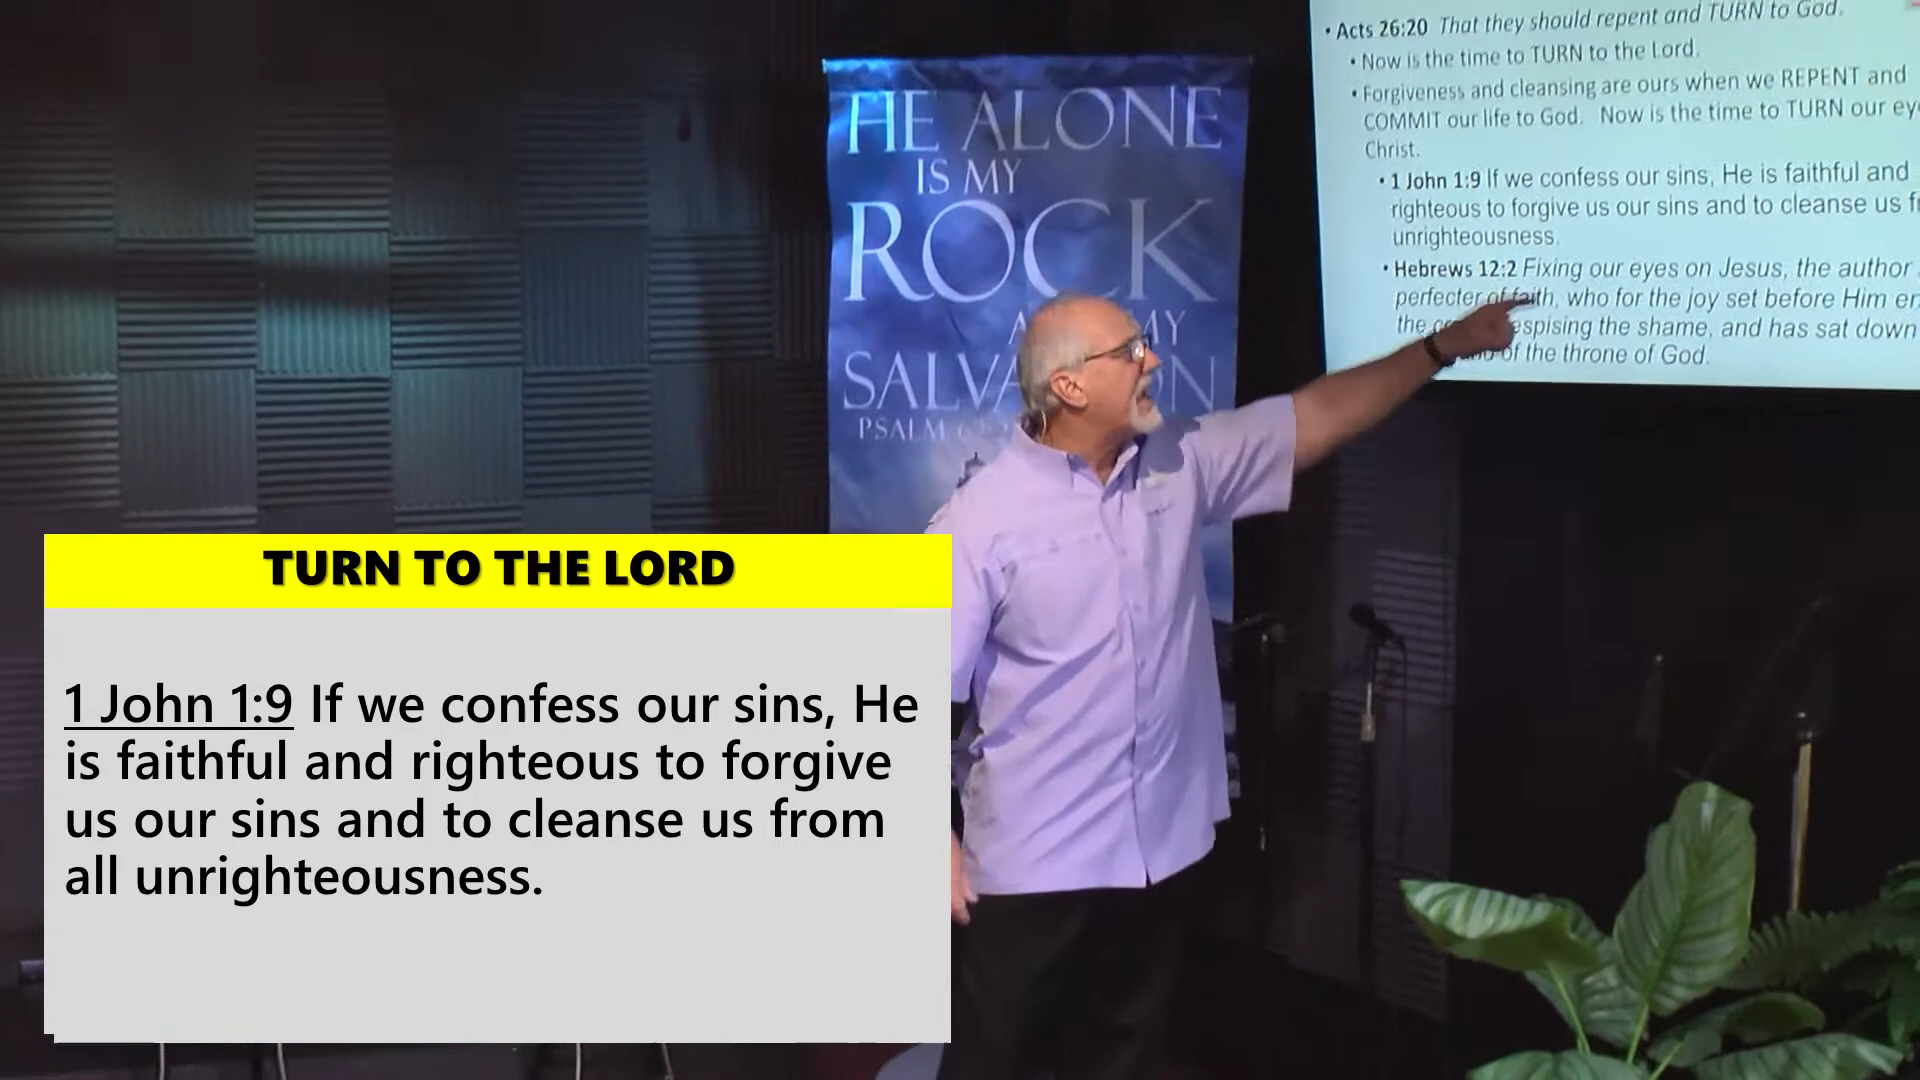 HE ALONE
IS MY
ROCK
MY
PSALM
• Acts 26:20 That they should repent and TURN to God.
• Now is the time to TURN to the Lord.
• Forgiveness and cleansing are ours when we REPENT and
COMMIT our life to God. Now is the time to TURN our
Christ.
• 1 John 1:9 If we confess our sins, He is faithful and
righteous to forgive us our sins and to cleanse us
unrighteousness.
• Hebrews 12:2 Fixing our eyes on Jesus, the author
perfecter of faith, who for the joy set before Him
the despising the shame, and has sat down
of the throne of God.
TURN TO THE LORD
1 John 1:9 If we confess our sins, He
is faithful and righteous to forgive
us our sins and to cleanse us from
all unrighteousness.